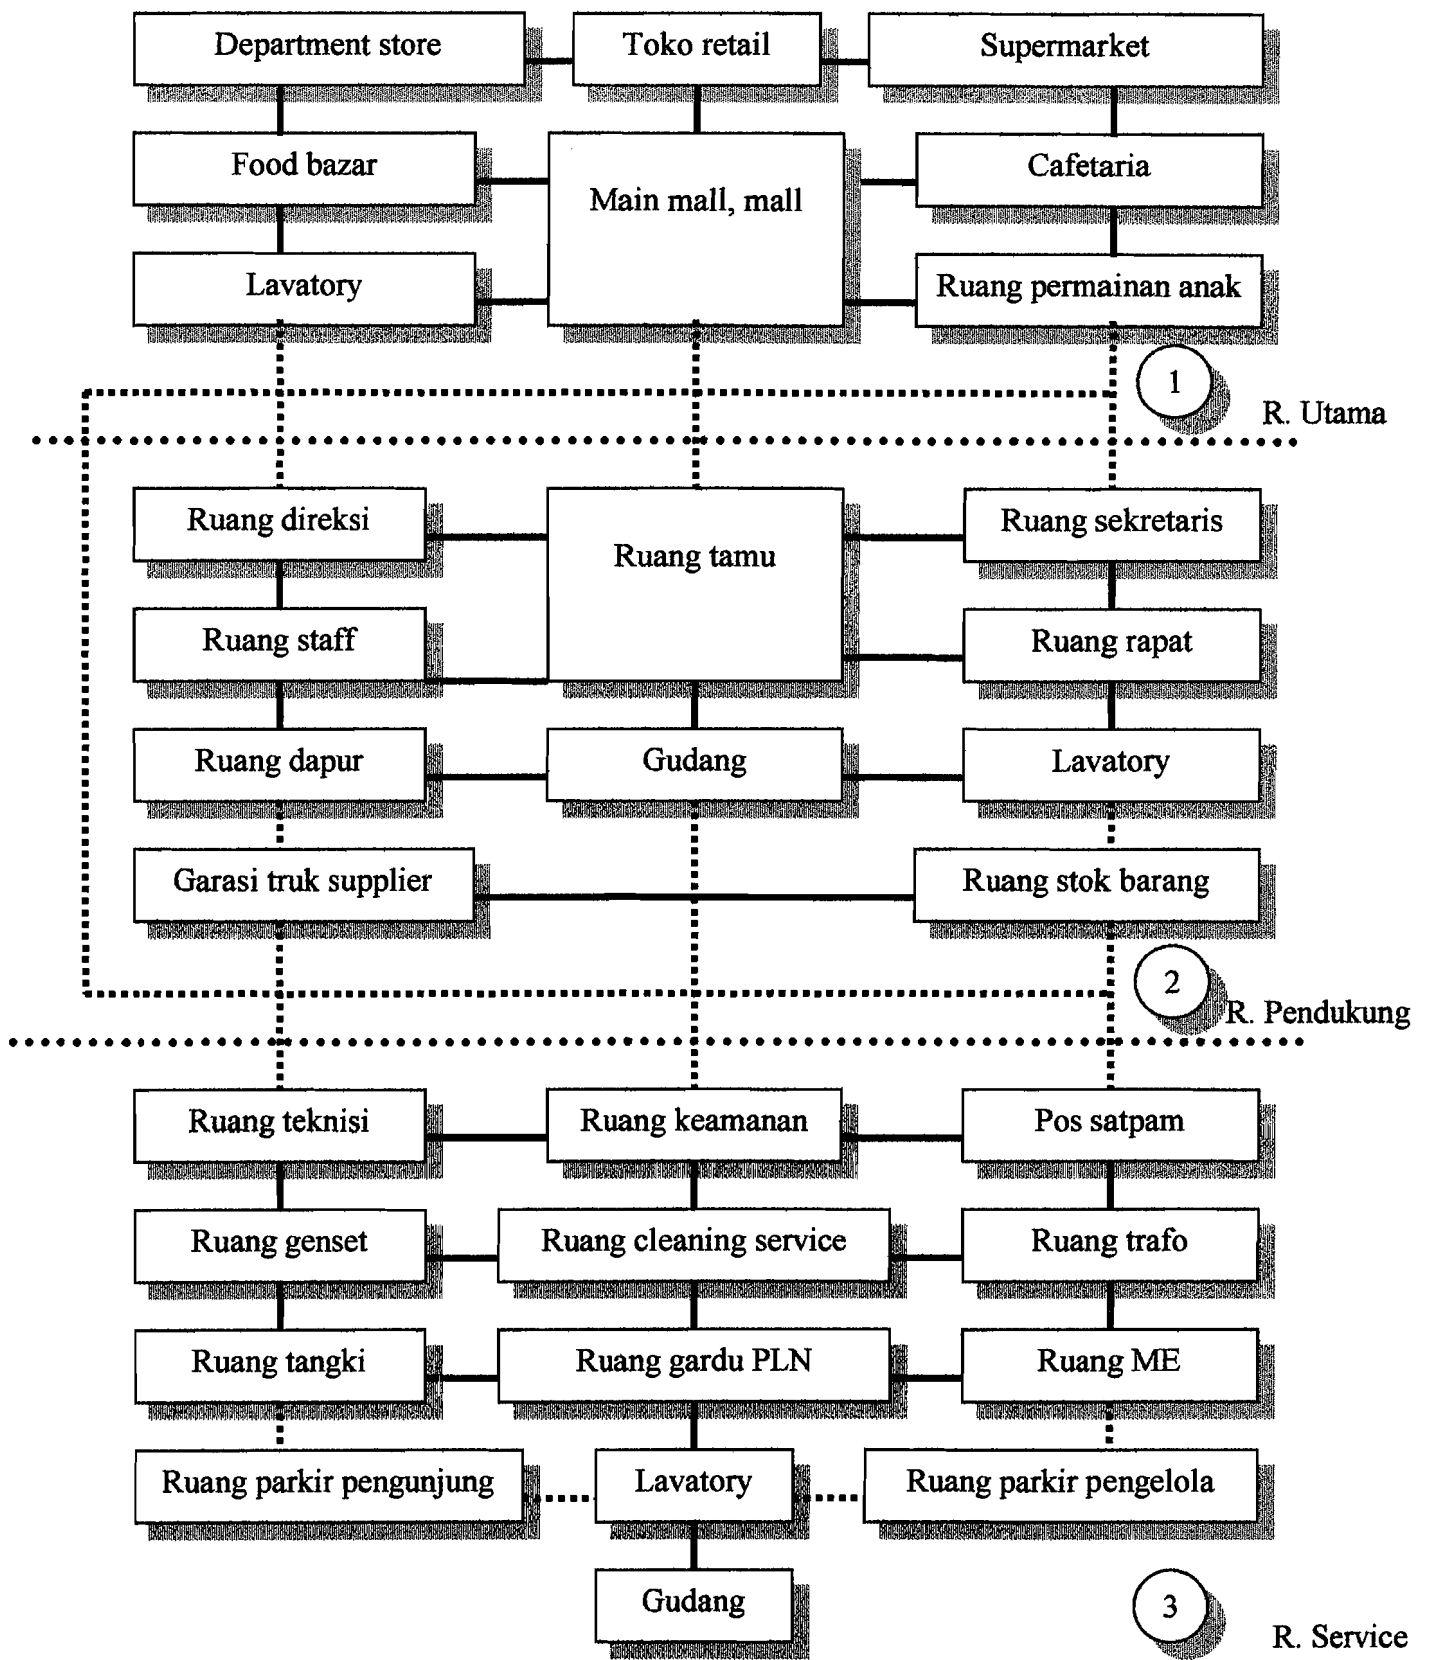 Department store
Toko retail
Supermarket
Food bazar
Main mall, mall
Cafetaria
Lavatory
Ruang permainan anak
1
R. Utama
Ruang direksi
Ruang tamu
Ruang sekretaris
Ruang staff
Ruang rapat
Ruang dapur
Gudang
Lavatory
Garasi truk supplier
Ruang stok barang
2
R. Pendukung
Ruang teknisi
Ruang keamanan
Pos satpam
Ruang genset
Ruang cleaning service
Ruang trafo
Ruang tangki
Ruang gardu PLN
Ruang ME
Ruang parkir pengunjung
Lavatory
Ruang parkir pengelola
Gudang
3
R. Service